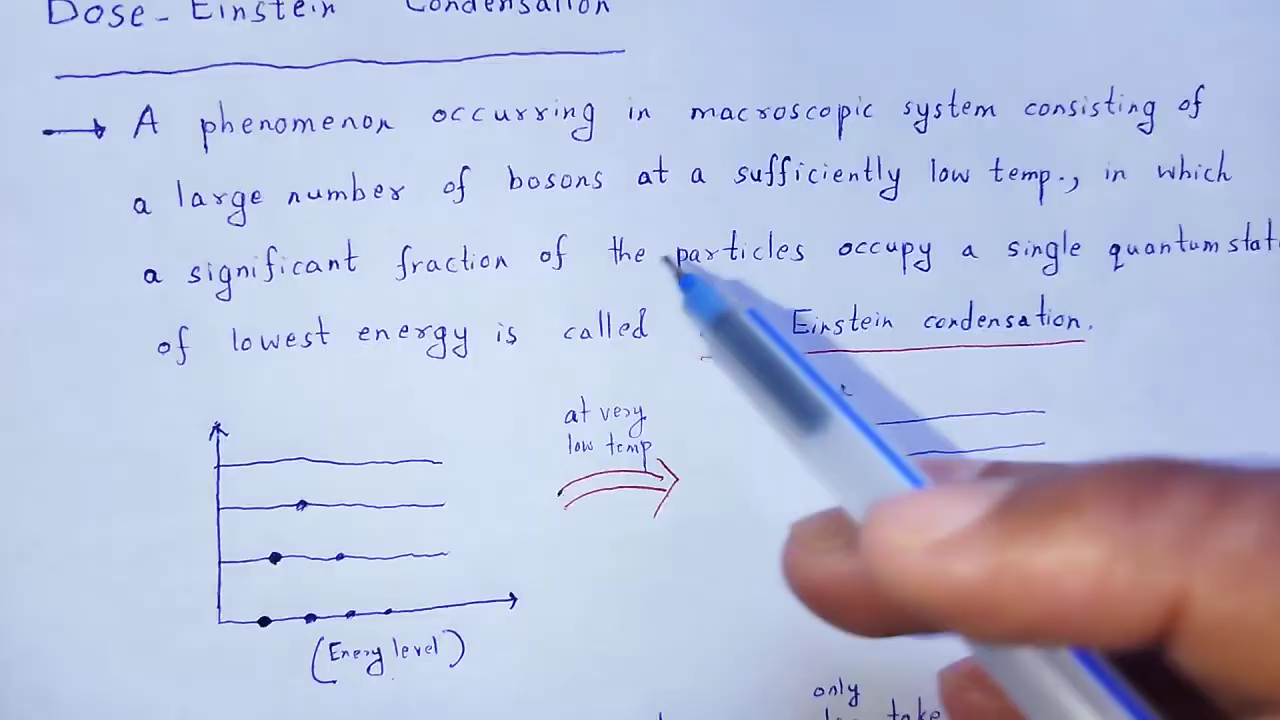 Bose - Einstein Condensation
A phenomenon occurring in macroscopic system consisting of
a large number of bosons at a sufficiently low temp., in which
a significant fraction of the particles occupy a single quantum stat
of lowest energy is called Einstein condensation.
at very
low temp
(Energy level)
only
take